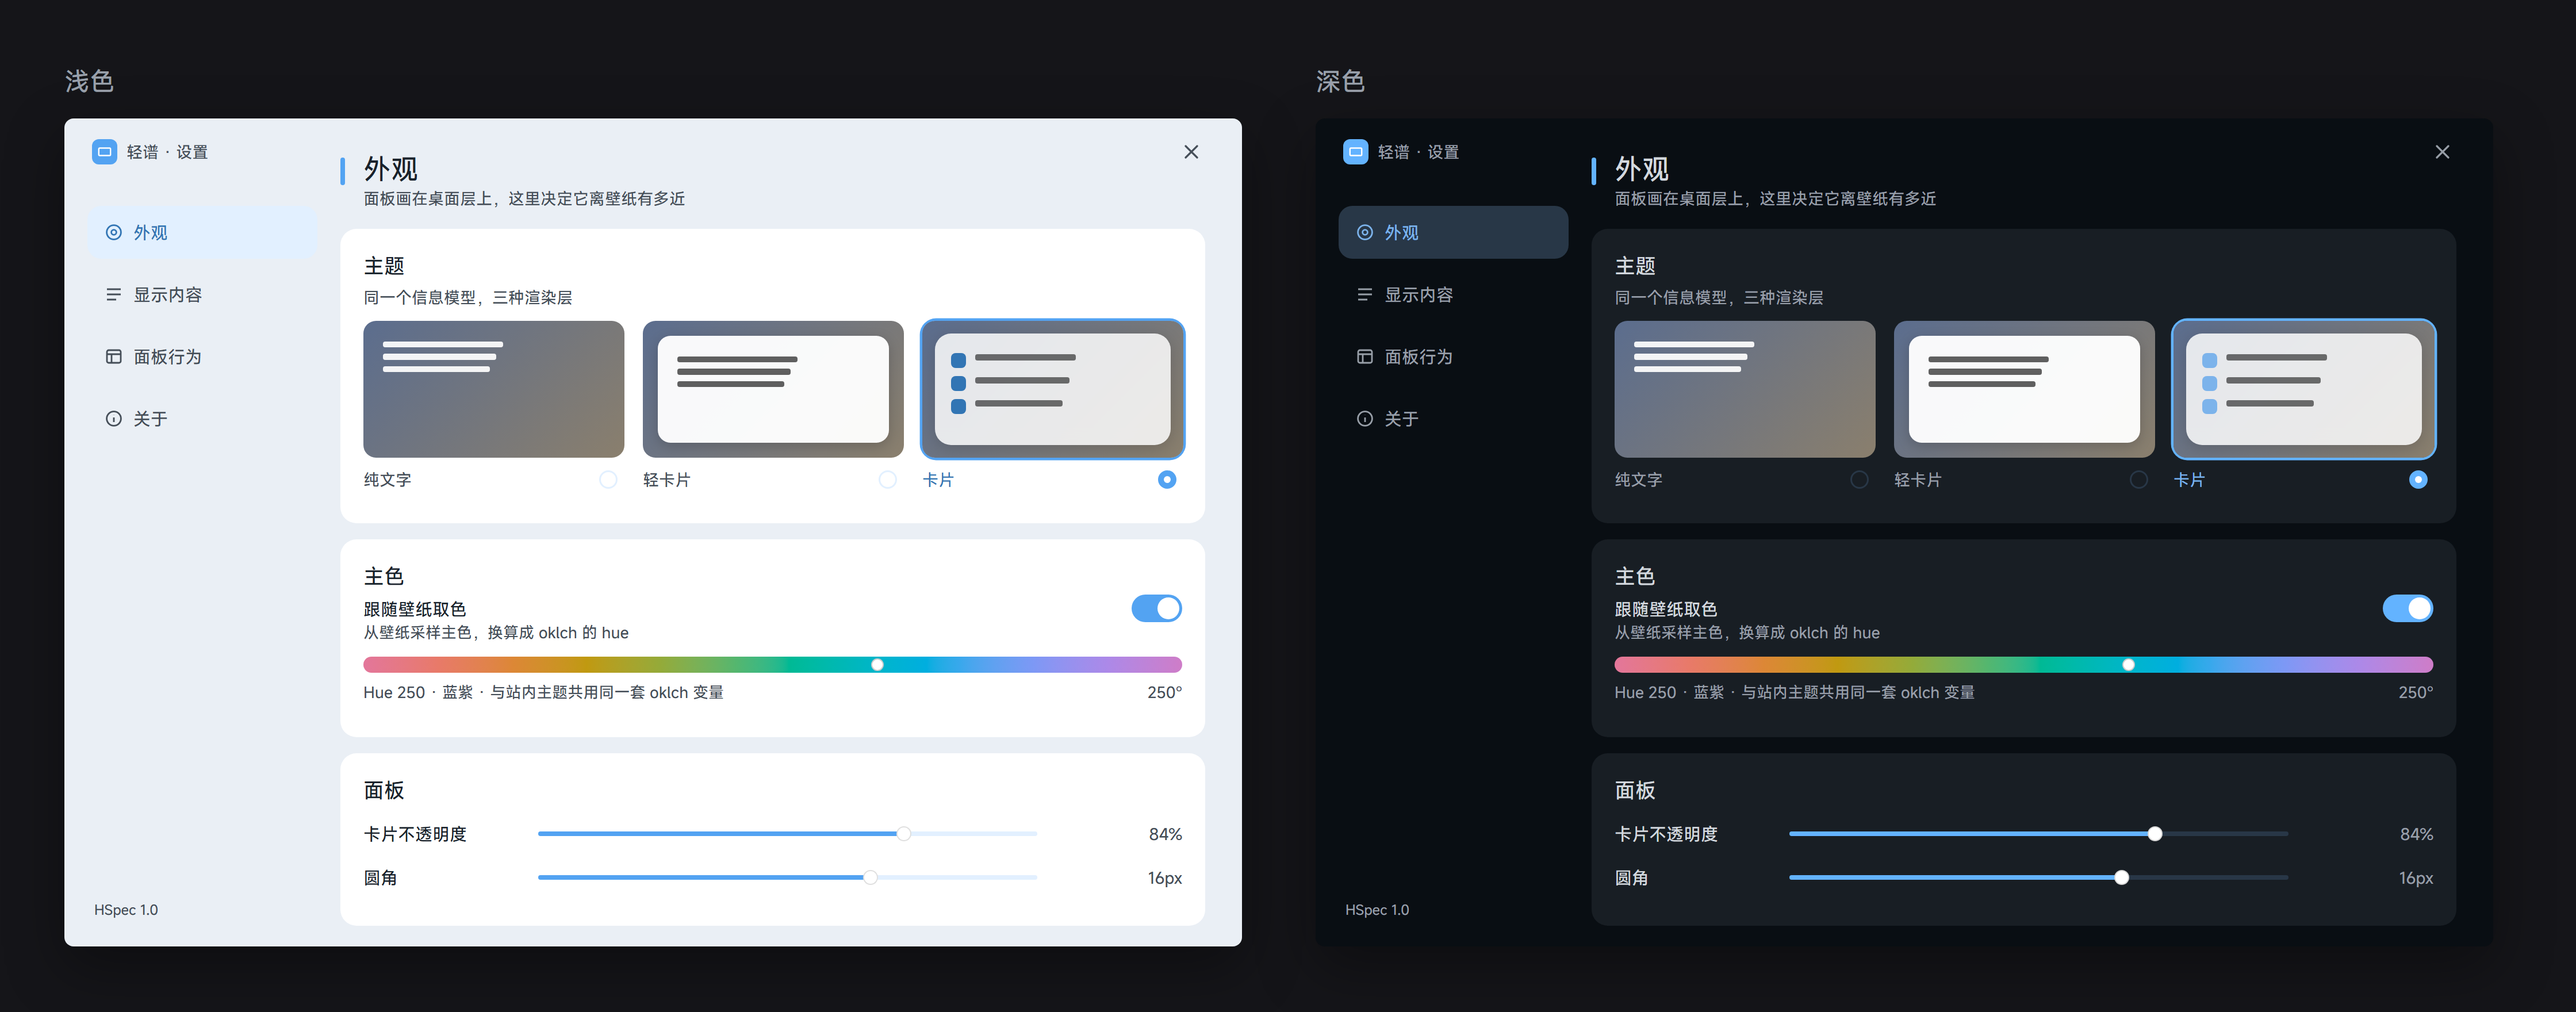 浅色
轻谱 · 设置
外观
显示内容
面板行为
关于
HSpec 1.0
外观
面板画在桌面层上，这里决定它离壁纸有多近
主题
同一个信息模型，三种渲染层
纯文字
轻卡片
卡片
主色
跟随壁纸取色
从壁纸采样主色，换算成 oklch 的 hue
Hue 250 · 蓝紫 · 与站内主题共用同一套 oklch 变量
250°
面板
卡片不透明度
84%
圆角
16px
深色
轻谱 · 设置
外观
显示内容
面板行为
关于
HSpec 1.0
外观
面板画在桌面层上，这里决定它离壁纸有多近
主题
同一个信息模型，三种渲染层
纯文字
轻卡片
卡片
主色
跟随壁纸取色
从壁纸采样主色，换算成 oklch 的 hue
Hue 250 · 蓝紫 · 与站内主题共用同一套 oklch 变量
250°
面板
卡片不透明度
84%
圆角
16px